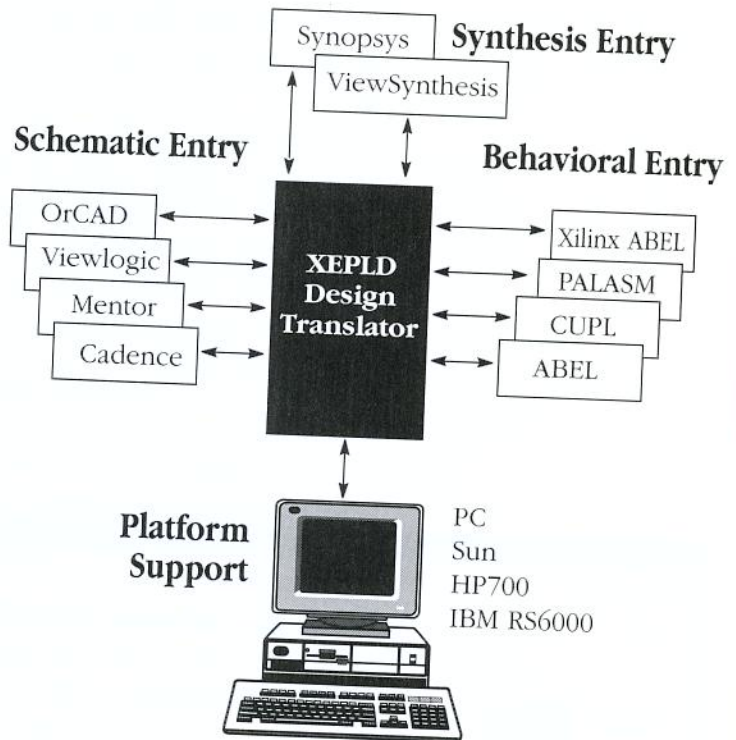 Synopsys
Synthesis Entry
ViewSynthesis
Schematic Entry
Behavioral Entry
OrCAD
Viewlogic
Mentor
Cadence
XEPLD
Design
Translator
Xilinx ABEL
PALASM
CUPL
ABEL
Platform
Support
PC
Sun
HP700
IBM RS6000